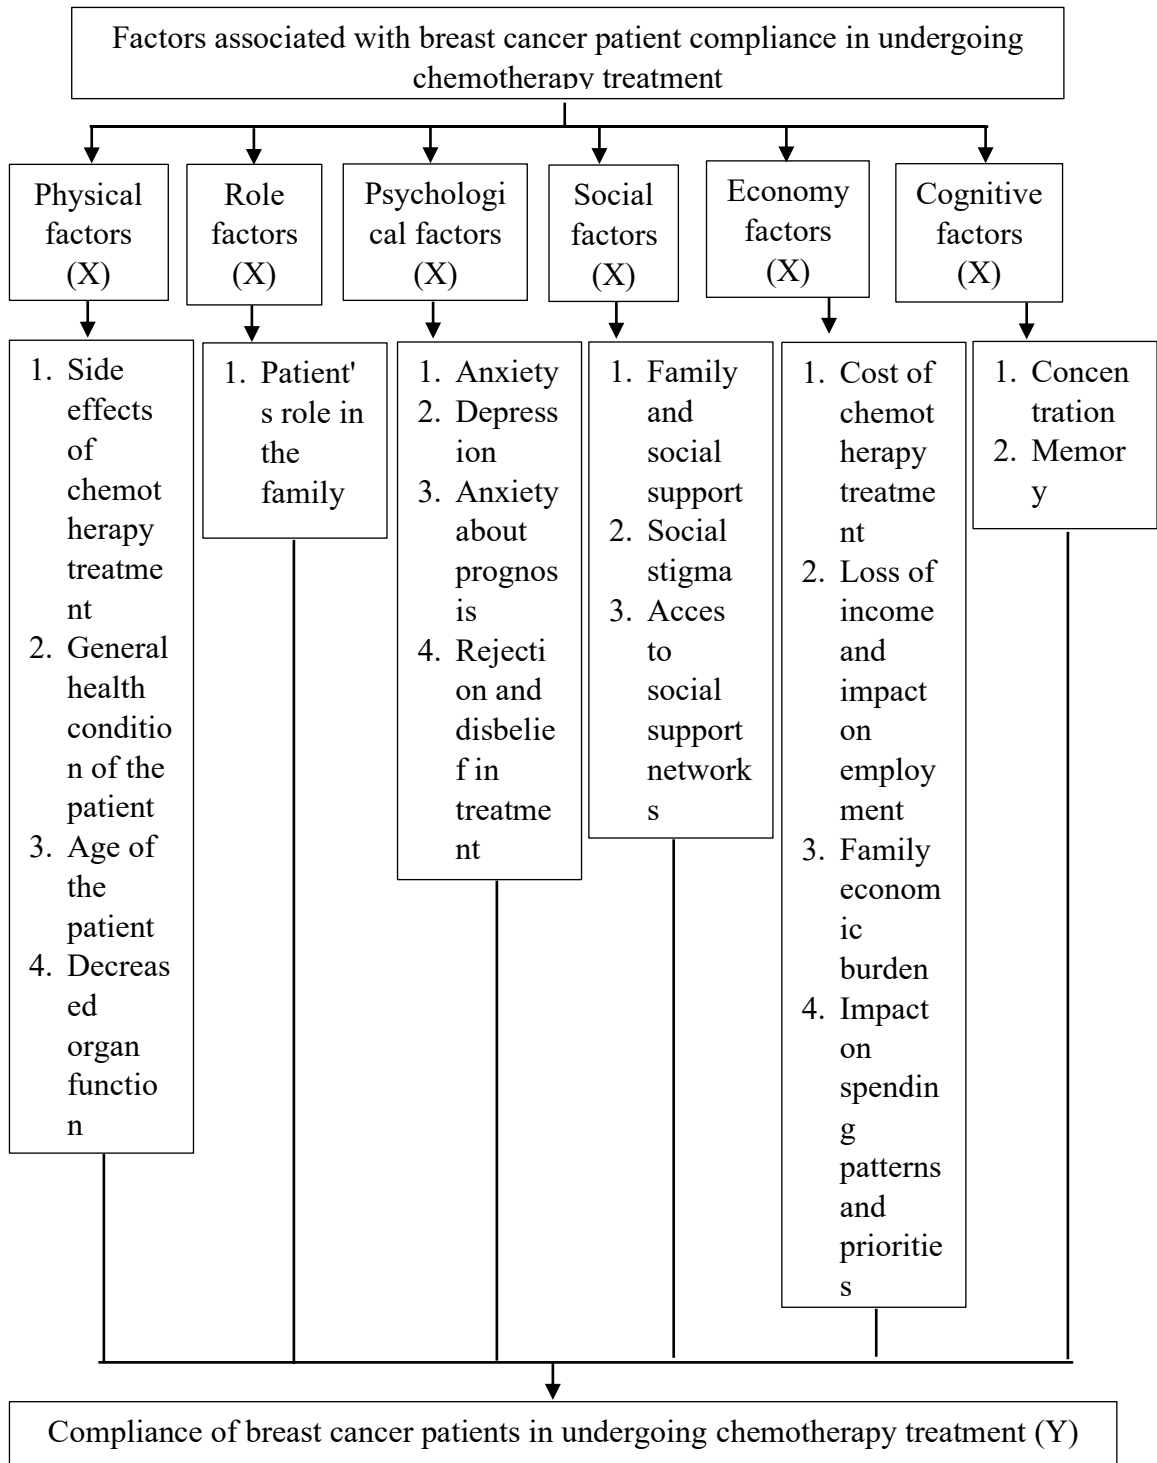 Factors associated with breast cancer patient compliance in undergoing
chemotherapy treatment
Physical
factors
(X)
Role
factors
(X)
Psychologi
cal factors
(X)
Social
factors
(X)
Economy
factors
(X)
Cognitive
factors
(X)
1. Side
effects
of
chemot
herapy
treatme
nt
2. General
health
conditio
n of the
patient
3. Age of
the
patient
4. Decreas
ed
organ
functio
n
1. Patient'
s role in
the
family
1. Anxiety
2. Depress
ion
3. Anxiety
about
prognos
is
4. Rejecti
on and
disbelie
f in
treatme
nt
1. Family
and
social
support
2. Social
stigma
3. Acces
to
social
support
network
s
1. Cost of
chemot
herapy
treatme
nt
2. Loss of
income
and
impact
on
employ
ment
3. Family
econom
ic
burden
4. Impact
on
spendin
g
patterns
and
prioritie
s
1. Concen
tration
2. Memor
y
Compliance of breast cancer patients in undergoing chemotherapy treatment (Y)